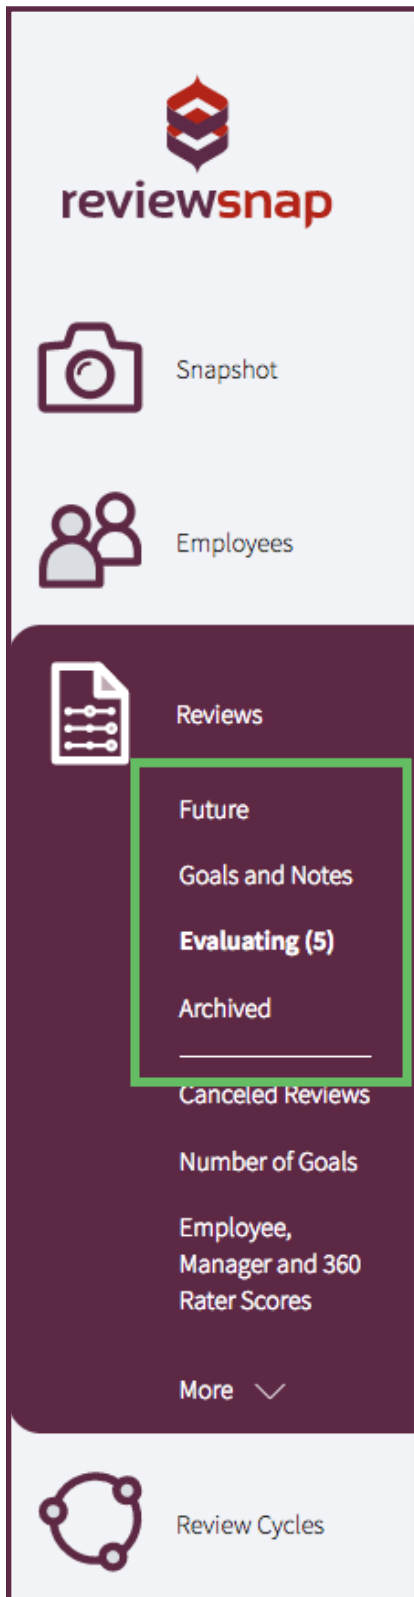 reviewsnap
Snapshot
Employees
Reviews
Future
Goals and Notes
Evaluating (5)
Archived
Canceled Reviews
Number of Goals
Employee,
Manager and 360
Rater Scores
More
Review Cycles